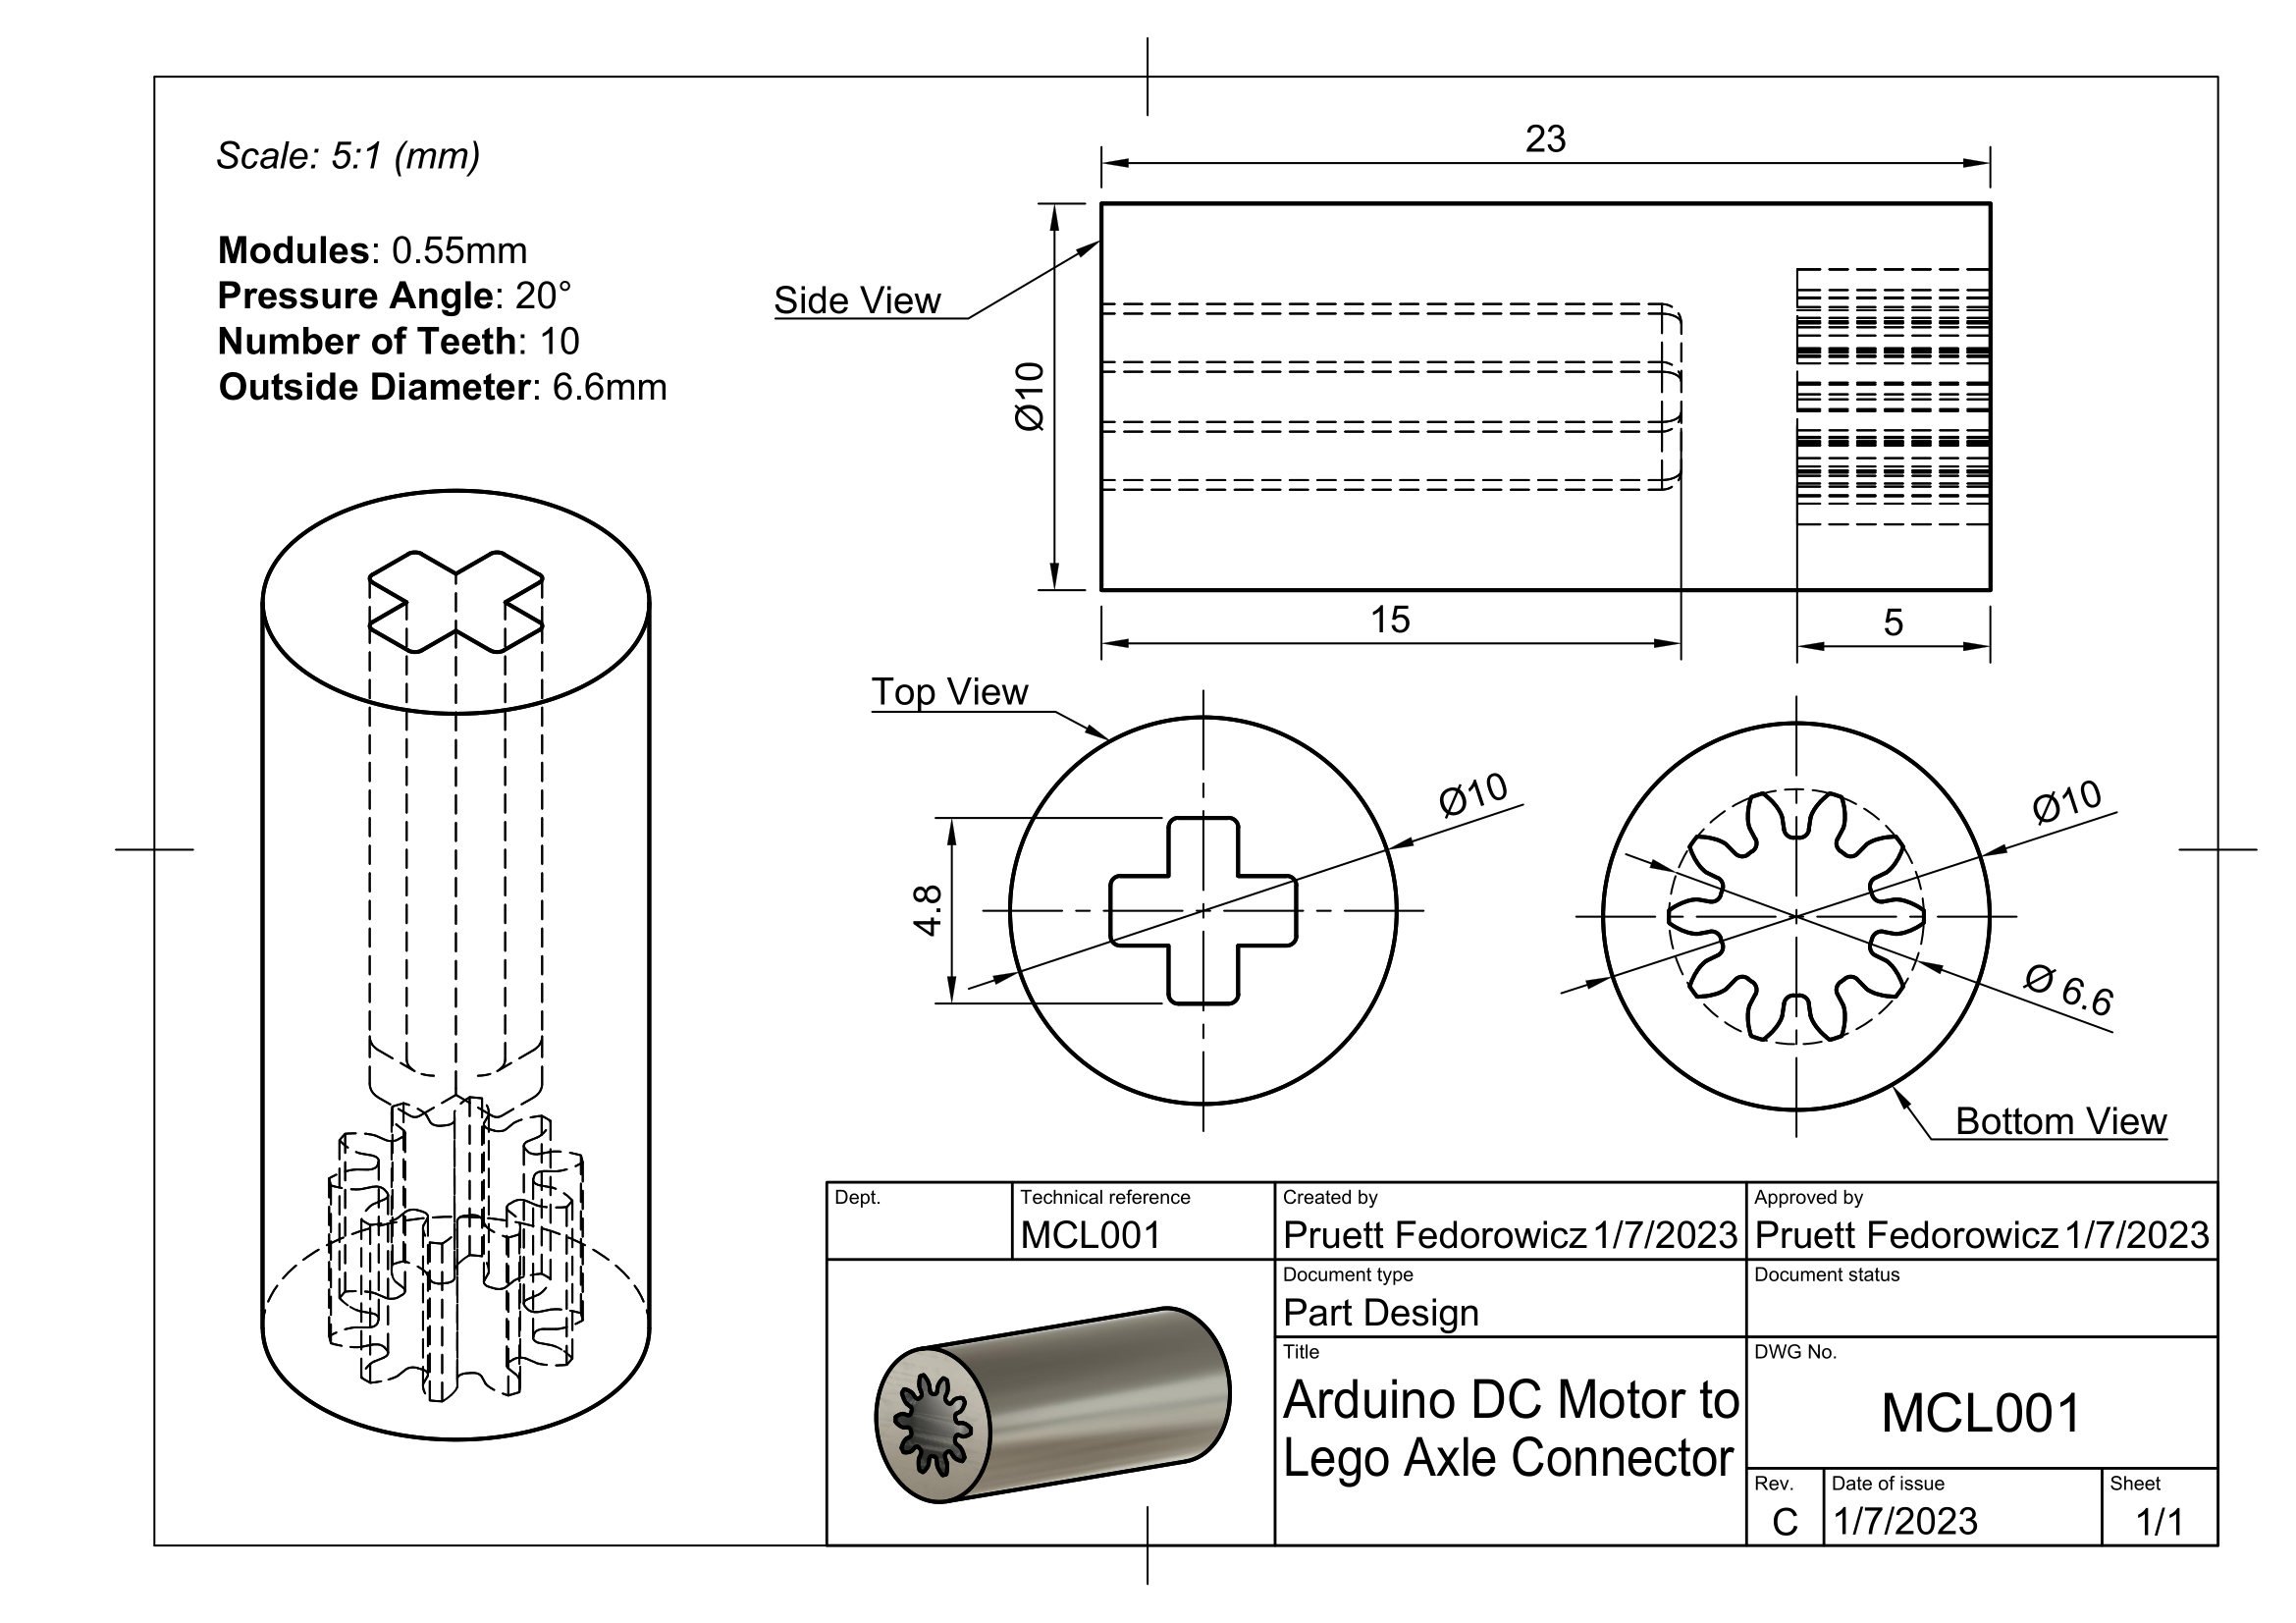 Scale: 5:1 (mm)
Modules: 0.55mm
Pressure Angle: 20°
Number of Teeth: 10
Outside Diameter: 6.6mm
23
Side View
Ø10
15
5
Top View
Ø10
4.8
Ø10
Ø 6.6
Bottom View
Dept.
Technical reference
MCL001
Created by
Pruett Fedorowicz 1/7/2023
Approved by
Pruett Fedorowicz 1/7/2023
Document type
Part Design
Document status
Title
Arduino DC Motor to
Lego Axle Connector
DWG No.
MCL001
Rev.
C
Date of issue
1/7/2023
Sheet
1/1